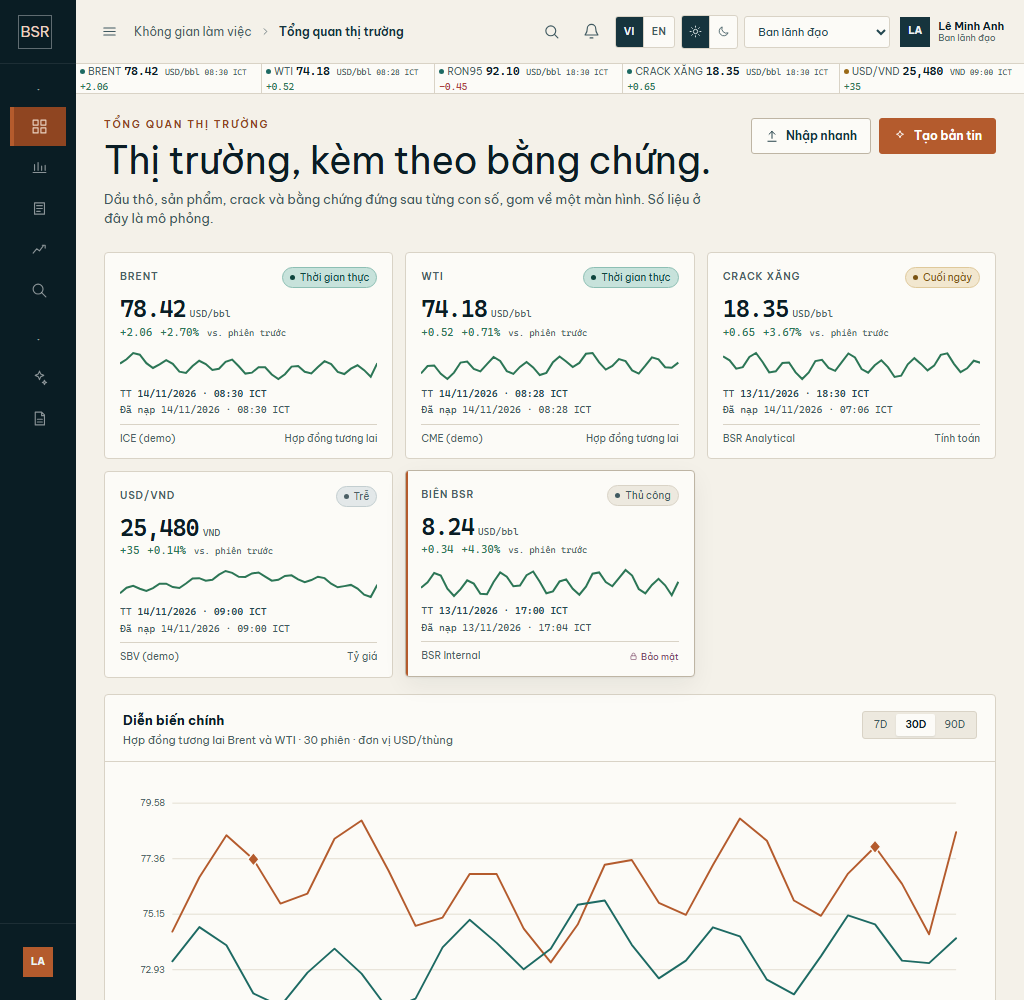 BSR
Không gian làm việc › Tổng quan thị trường
VI EN
Ban lãnh đạo
LA
Lê Minh Anh
Ban lãnh đạo
BRENT 78.42 USD/bbl 08:30 ICT
+2.06
WTI 74.18 USD/bbl 08:28 ICT
+0.52
RON95 92.10 USD/bbl 18:30 ICT
−0.45
CRACK XĂNG 18.35 USD/bbl 18:30 ICT
+0.65
USD/VND 25,480 VND 09:00 ICT
+35
TỔNG QUAN THỊ TRƯỜNG
Thị trường, kèm theo bằng chứng.
Dầu thô, sản phẩm, crack và bằng chứng đứng sau từng con số, gom về một màn hình. Số liệu ở
đây là mô phỏng.
Nhập nhanh
Tạo bản tin
BRENT
Thời gian thực
78.42 USD/bbl
+2.06 +2.70% vs. phiên trước
TT 14/11/2026 · 08:30 ICT
Đã nạp 14/11/2026 · 08:30 ICT
ICE (demo)
Hợp đồng tương lai
WTI
Thời gian thực
74.18 USD/bbl
+0.52 +0.71% vs. phiên trước
TT 14/11/2026 · 08:28 ICT
Đã nạp 14/11/2026 · 08:28 ICT
CME (demo)
Hợp đồng tương lai
CRACK XĂNG
Cuối ngày
18.35 USD/bbl
+0.65 +3.67% vs. phiên trước
TT 13/11/2026 · 18:30 ICT
Đã nạp 14/11/2026 · 07:06 ICT
BSR Analytical
Tính toán
USD/VND
Trễ
25,480 VND
+35 +0.14% vs. phiên trước
TT 14/11/2026 · 09:00 ICT
Đã nạp 14/11/2026 · 09:00 ICT
SBV (demo)
Tỷ giá
BIÊN BSR
Thủ công
8.24 USD/bbl
+0.34 +4.30% vs. phiên trước
TT 13/11/2026 · 17:00 ICT
Đã nạp 13/11/2026 · 17:04 ICT
BSR Internal
Bảo mật
Diễn biến chính
Hợp đồng tương lai Brent và WTI · 30 phiên · đơn vị USD/thùng
7D 30D 90D
79.58
77.36
75.15
72.93
LA